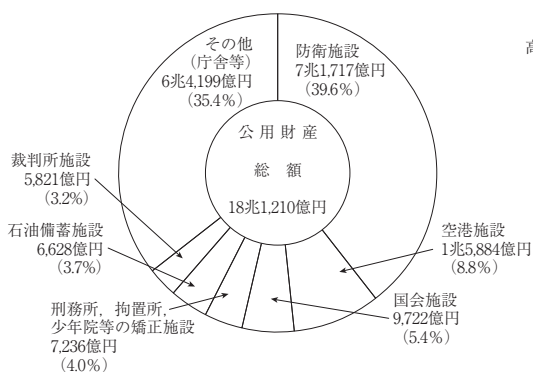 その他
(庁舎等)
6兆4,199億円
(35.4%)
防衛施設
7兆1,717億円
(39.6%)
公用財産
総　額
18兆1,210億円
裁判所施設
5,821億円
(3.2%)
石油備蓄施設
6,628億円
(3.7%)
刑務所，拘置所，
少年院等の矯正施設
7,236億円
(4.0%)
国会施設
9,722億円
(5.4%)
空港施設
1兆5,884億円
(8.8%)